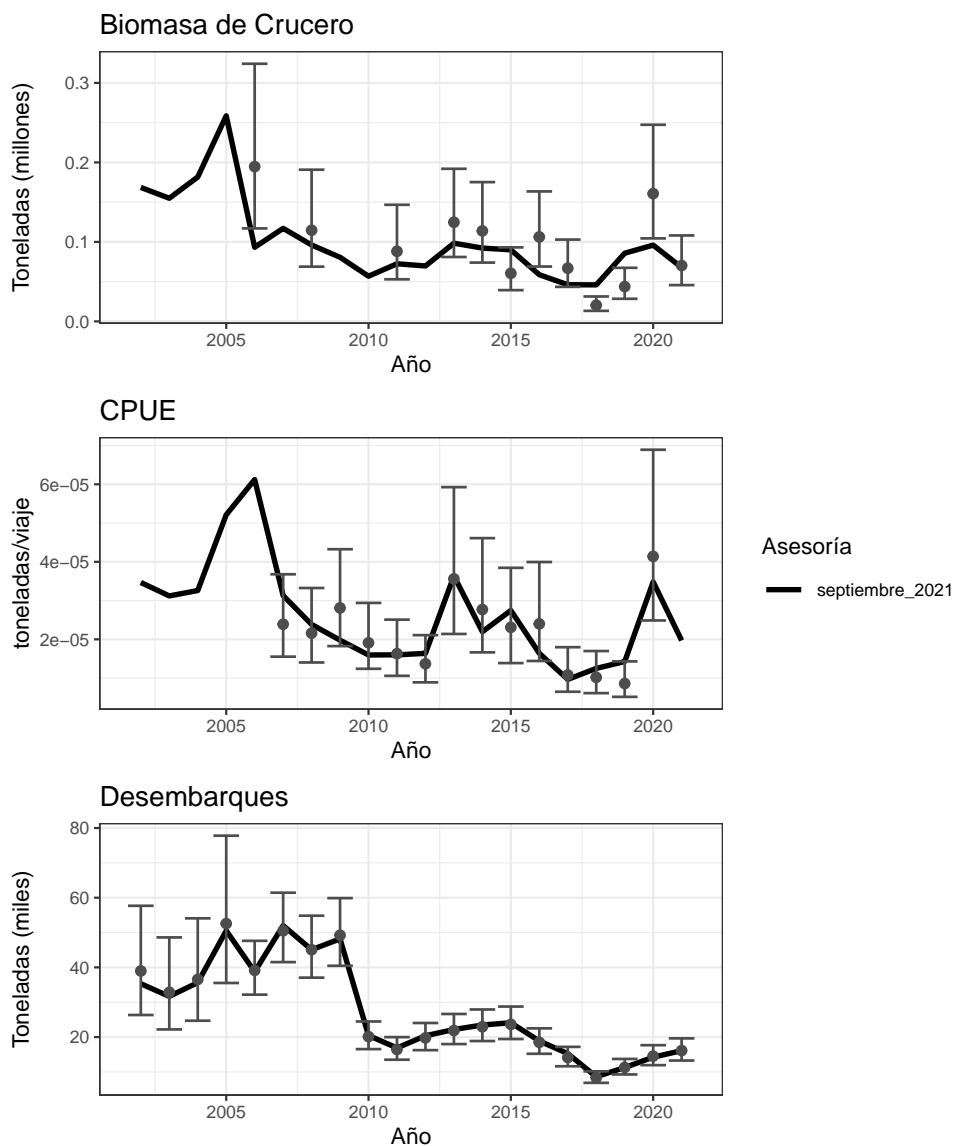 Biomasa de Crucero
Toneladas (millones)
0.3
0.2
0.1
0.0
2005 2010 2015 2020
Año
CPUE
toneladas/viaje
6e−05
4e−05
2e−05
2005 2010 2015 2020
Año
Asesoría
septiembre_2021
Desembarques
Toneladas (miles)
80
60
40
20
2005 2010 2015 2020
Año